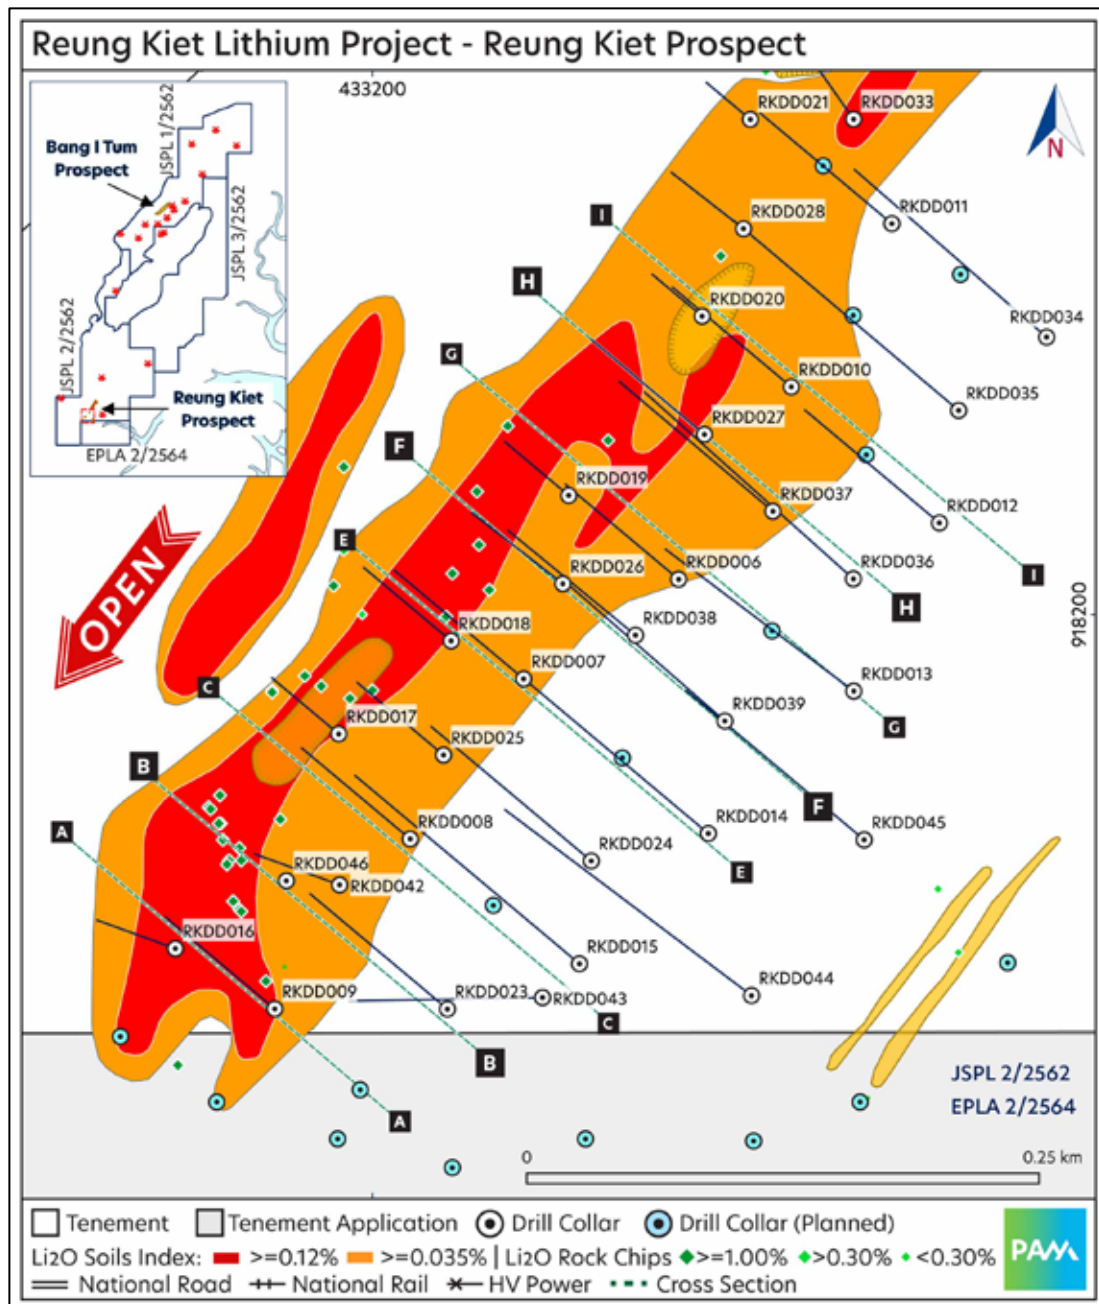 Reung Kiet Lithium Project - Reung Kiet Prospect
433200
Bang I Tum
Prospect
JSPL 1/2562
JSPL 3/2562
JSPL 2/2562
Reung Kiet
Prospect
EPLA 2/2564
N
RKDD021
RKDD033
RKDD011
RKDD028
I
H
RKDD020
RKDD034
G
RKDD010
RKDD035
RKDD027
F
RKDD019
RKDD037
RKDD012
E
RKDD006
RKDD036
I
RKDD026
H
OPEN
RKDD018
RKDD038
918200
RKDD007
C
RKDD013
RKDD017
RKDD039
G
RKDD025
B
F
A
RKDD008
RKDD014
RKDD045
RKDD024
RKDD046
E
RKDD042
RKDD016
RKDD015
RKDD044
RKDD009
RKDD023
RKDD043
C
B
JSPL 2/2562
EPLA 2/2564
A
0
0.25 km
Tenement Tenement Application Drill Collar Drill Collar (Planned)
Li2O Soils Index: >=0.12% >=0.035% | Li2O Rock Chips >=1.00% >0.30% <0.30%
National Road National Rail HV Power Cross Section
PAM